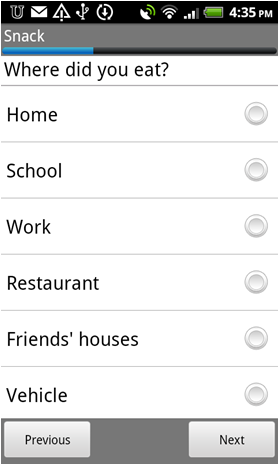 4:35 PM
Snack
Where did you eat?
Home
School
Work
Restaurant
Friends' houses
Vehicle
Previous
Next